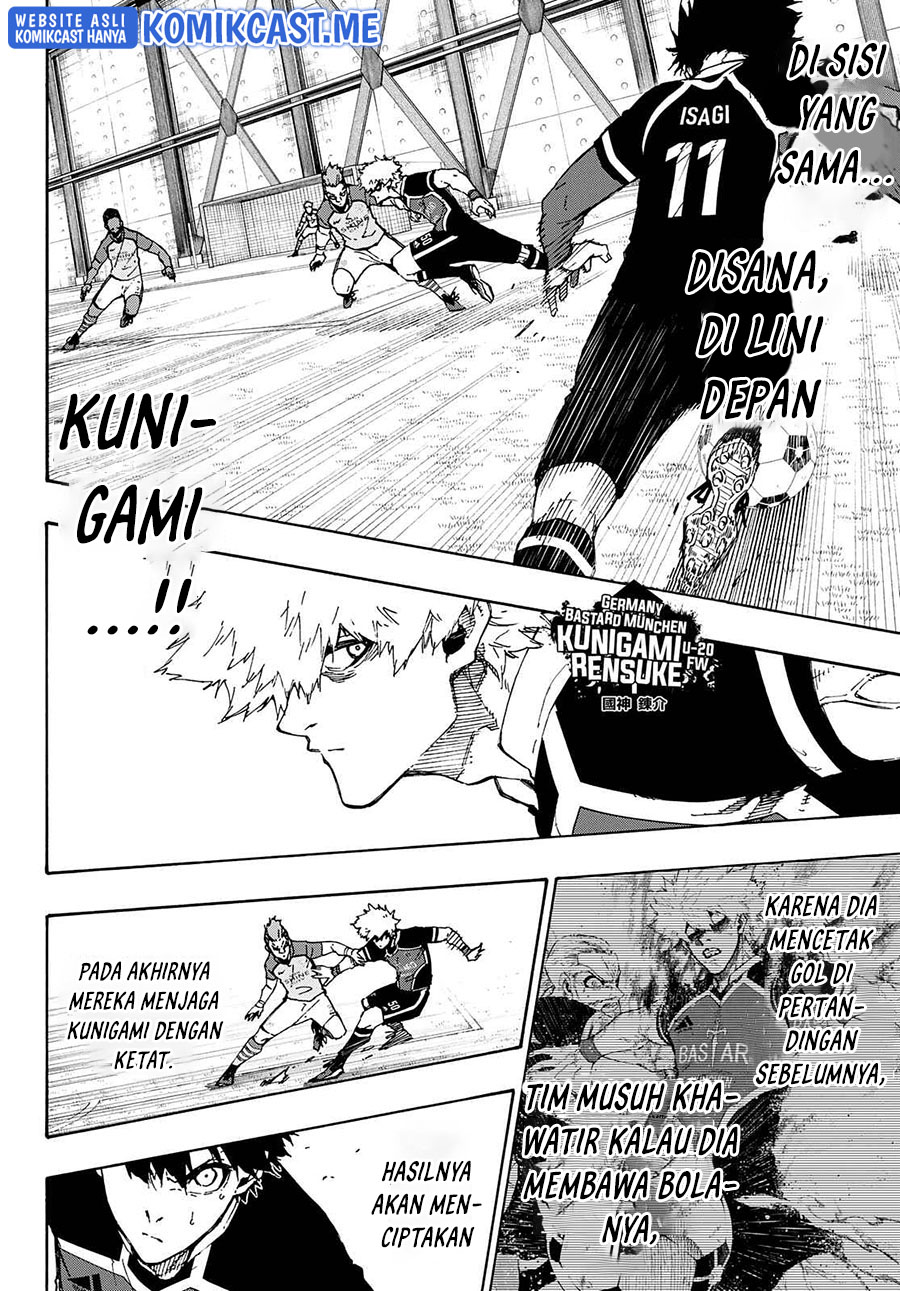 WEBSITE ASLI
KOMIKCAST HANYA
KOMIKCAST.ME
DI SISI
YANG
SAMA...
ISAGI
11
DISANA,
DI LINI
DEPAN
KUNI-
GAMI
...!!
GERMANY
BASTARD MÜNCHEN
KUNIGAMI
RENSUKE
U-20
FW
國神 錬介
KARENA DIA
MENCETAK
GOL DI
PERTAN-
DINGAN
SEBELUMNYA,
BASTAR
TIM MUSUH KHA-
WATIR KALAU DIA
MEMBAWA BOLA-
NYA,
PADA AKHIRNYA
MEREKA MENJAGA
KUNIGAMI DENGAN
KETAT.
50
HASILNYA
AKAN MEN-
CIPTAKAN